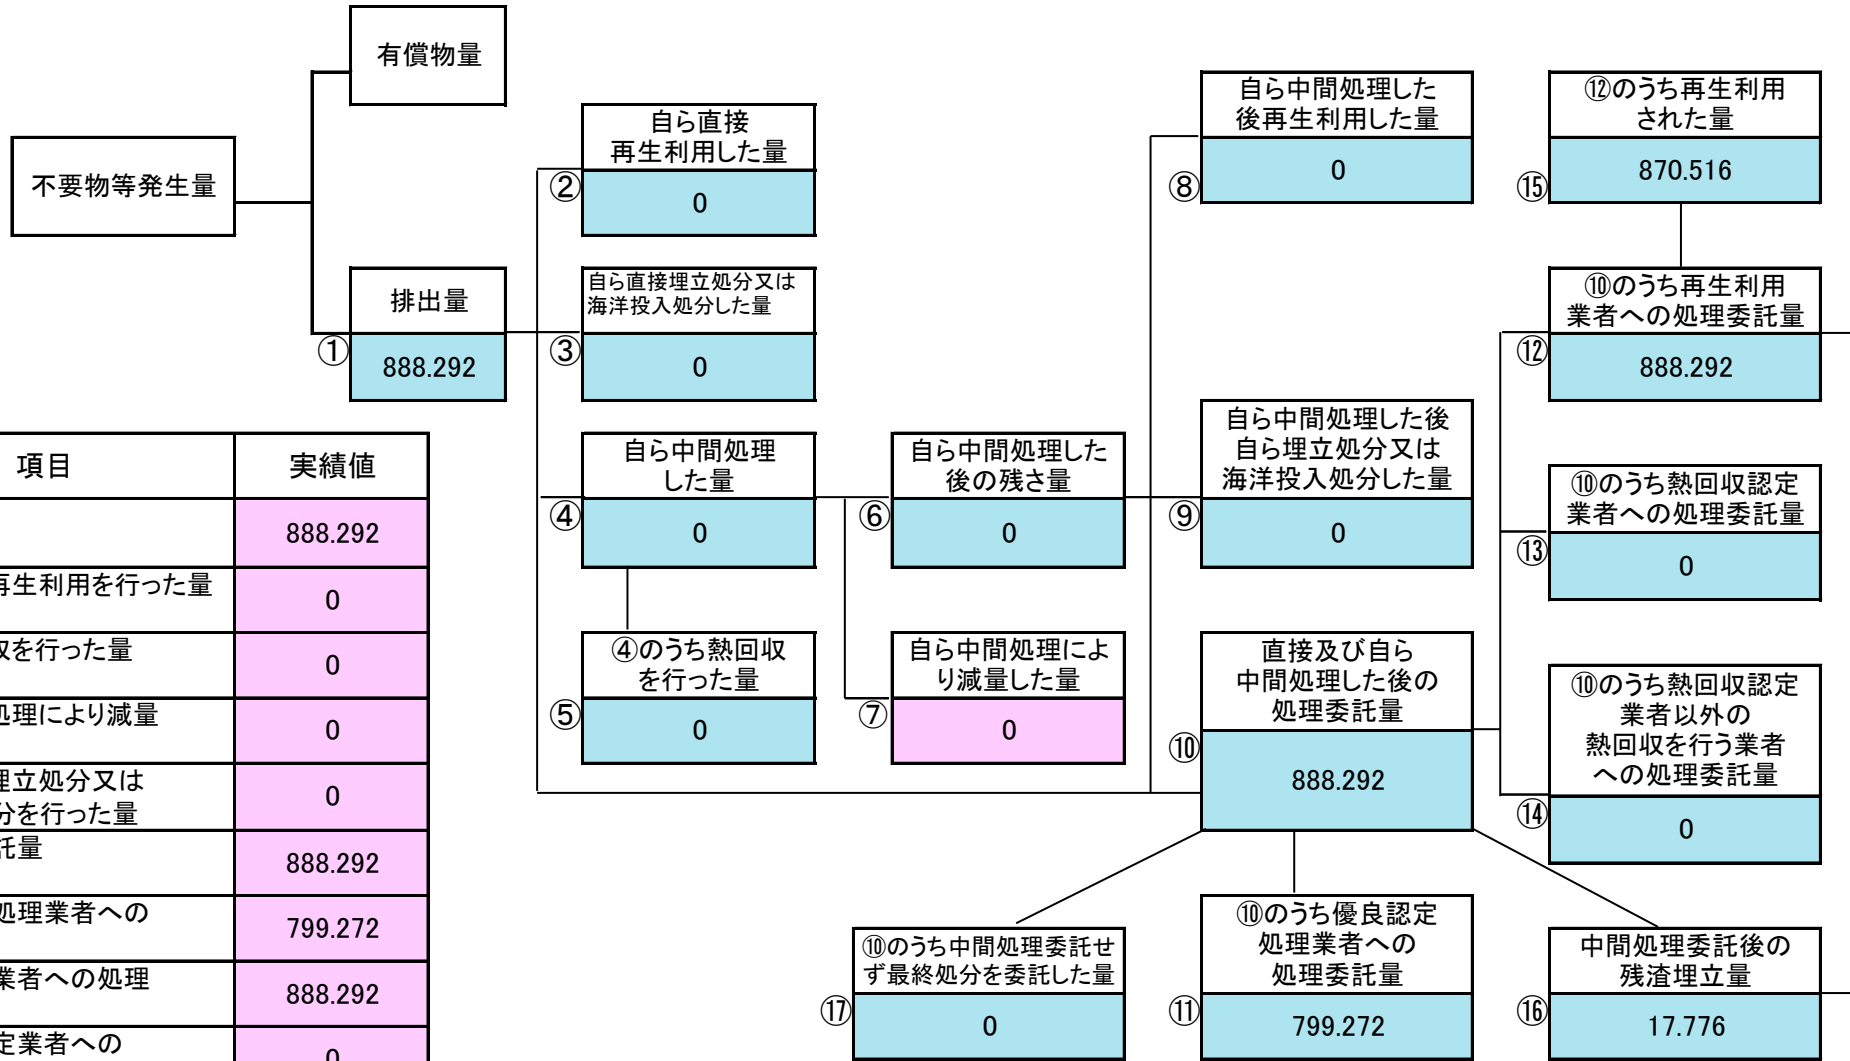 有償物量
不要物等発生量
排出量
①
888.292
自ら直接
再生利用した量
②
0
自ら直接埋立処分又は
海洋投入処分した量
③
0
自ら中間処理
した量
④
0
④のうち熱回収
を行った量
⑤
0
自ら中間処理した
後の残さ量
⑥
0
自ら中間処理によ
り減量した量
⑦
0
自ら中間処理した
後再生利用した量
⑧
0
自ら中間処理した後
自ら埋立処分又は
海洋投入処分した量
⑨
0
直接及び自ら
中間処理した後の
処理委託量
⑩
888.292
⑩のうち中間処理委託せ
ず最終処分を委託した量
⑰
0
⑩のうち優良認定
処理業者への
処理委託量
⑪
799.272
中間処理委託後の
残渣埋立量
⑯
17.776
⑫のうち再生利用
された量
⑮
870.516
⑩のうち再生利用
業者への処理委託量
⑫
888.292
⑩のうち熱回収認定
業者への処理委託量
⑬
0
⑩のうち熱回収認定
業者以外の
熱回収を行う業者
への処理委託量
⑭
0
項目 実績値
888.292
再生利用を行った量 0
収を行った量 0
処理により減量 0
埋立処分又は
分を行った量 0
託量 888.292
処理業者への 799.272
業者への処理 888.292
定業者への 0